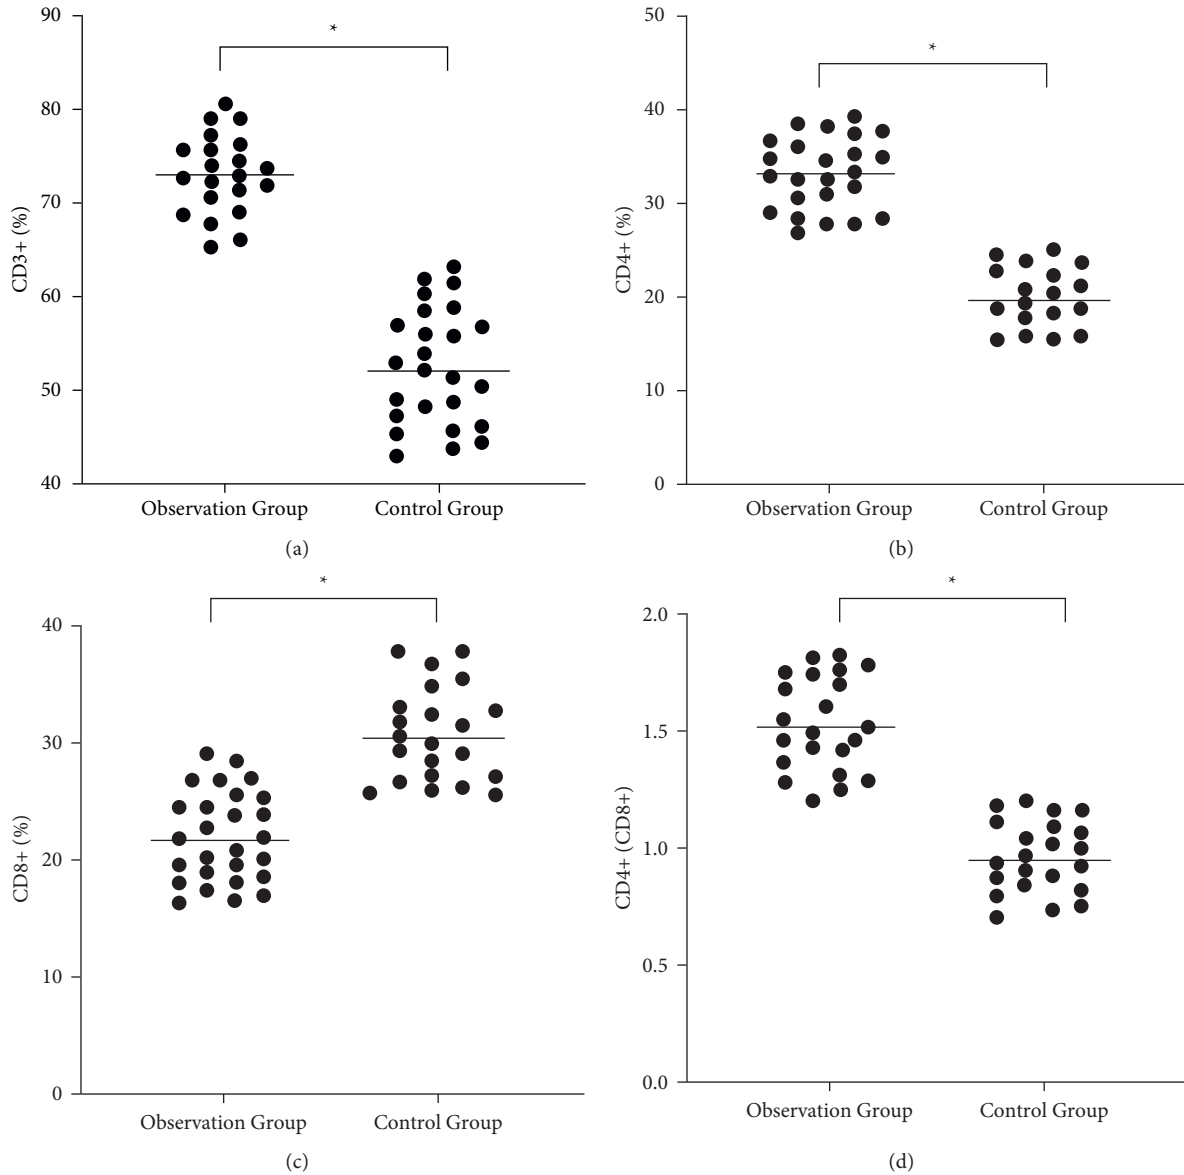 90
80
70
60
50
40
CD3+ (%)
*
Observation Group
Control Group
(a)
50
40
30
20
10
0
CD4+ (%)
*
Observation Group
Control Group
(b)
40
30
20
10
0
CD8+ (%)
*
Observation Group
Control Group
(c)
2.0
1.5
1.0
0.5
0.0
CD4+ (CD8+)
*
Observation Group
Control Group
(d)